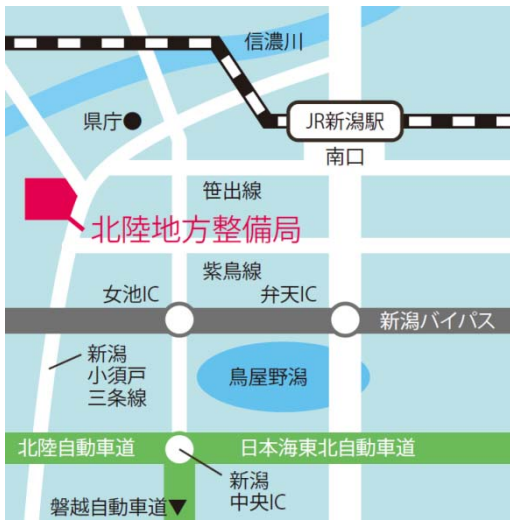 信濃川
県庁
JR新潟駅
南口
笹出線
北陸地方整備局
紫鳥線
女池IC
弁天IC
新潟バイパス
新潟
小須戸
三条線
鳥屋野潟
北陸自動車道
日本海東北自動車道
新潟
中央IC
磐越自動車道▼